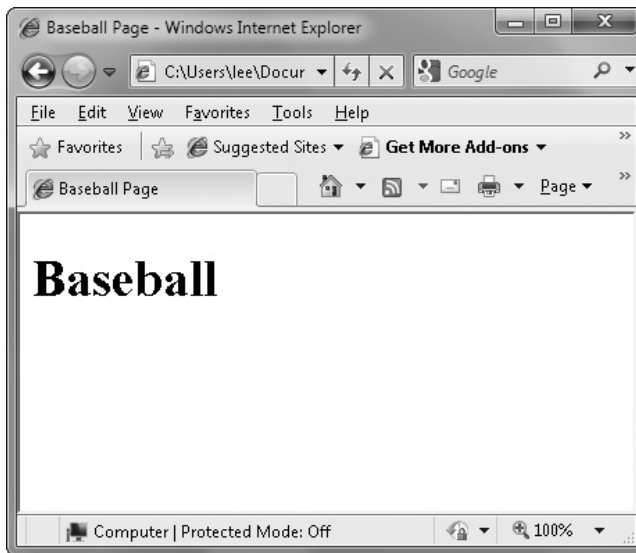 Baseball Page - Windows Internet Explorer
C:\Users\lee\Docur
Google
File Edit View Favorites Tools Help
Favorites Suggested Sites Get More Add-ons »
Baseball Page Page »
Baseball
Computer | Protected Mode: Off 100%